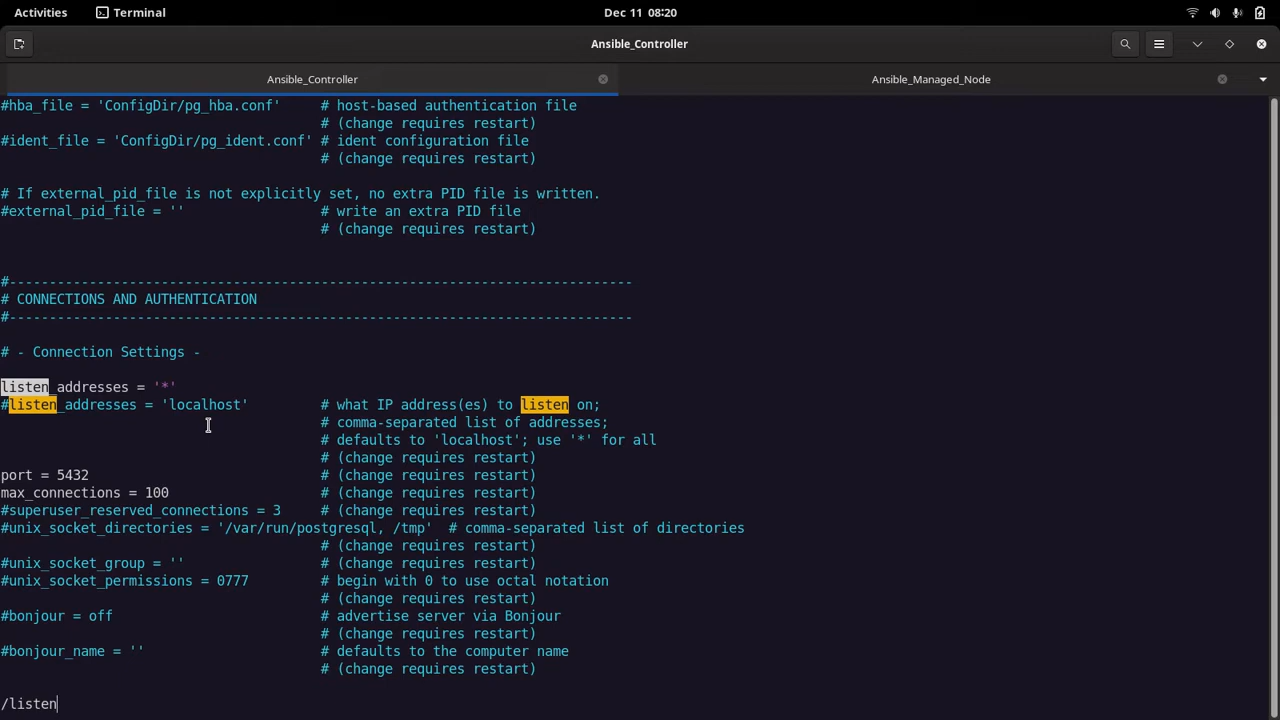 Activities
Terminal
Dec 11 08:20
Ansible_Controller
Ansible_Controller
Ansible_Managed_Node
#hba_file = 'ConfigDir/pg_hba.conf'     # host-based authentication file
                                        # (change requires restart)
#ident_file = 'ConfigDir/pg_ident.conf' # ident configuration file
                                        # (change requires restart)
# If external_pid_file is not explicitly set, no extra PID file is written.
#external_pid_file = ''                 # write an extra PID file
                                        # (change requires restart)
#------------------------------------------------------------------------------
# CONNECTIONS AND AUTHENTICATION
#------------------------------------------------------------------------------
# - Connection Settings -
listen_addresses = '*'
#listen_addresses = 'localhost'         # what IP address(es) to listen on;
                                        # comma-separated list of addresses;
                                        # defaults to 'localhost'; use '*' for all
                                        # (change requires restart)
port = 5432                             # (change requires restart)
max_connections = 100                   # (change requires restart)
#superuser_reserved_connections = 3     # (change requires restart)
#unix_socket_directories = '/var/run/postgresql, /tmp'  # comma-separated list of directories
                                        # (change requires restart)
#unix_socket_group = ''                 # (change requires restart)
#unix_socket_permissions = 0777         # begin with 0 to use octal notation
                                        # (change requires restart)
#bonjour = off                          # advertise server via Bonjour
                                        # (change requires restart)
#bonjour_name = ''                      # defaults to the computer name
                                        # (change requires restart)
/listen